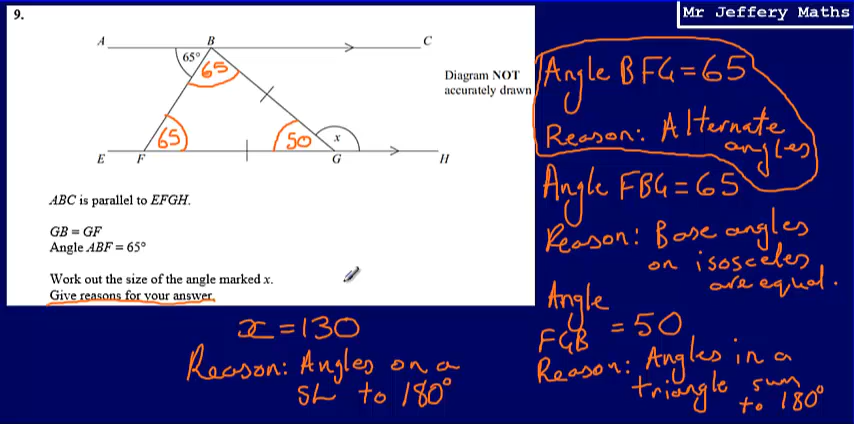 Mr Jeffery Maths
9.
A B C
65°
65
Diagram NOT
accurately drawn
65
50
x
E F G H
ABC is parallel to EFGH.
GB = GF
Angle ABF = 65°
Work out the size of the angle marked x.
Give reasons for your answer.
Angle BFG = 65
Reason: Alternate
angles
Angle FBG = 65
Reason: Base angles
on isosceles
are equal.
Angle
FGB = 50
Reason: Angles in a
triangle sum
to 180°
x = 130
Reason: Angles on a
SL to 180°